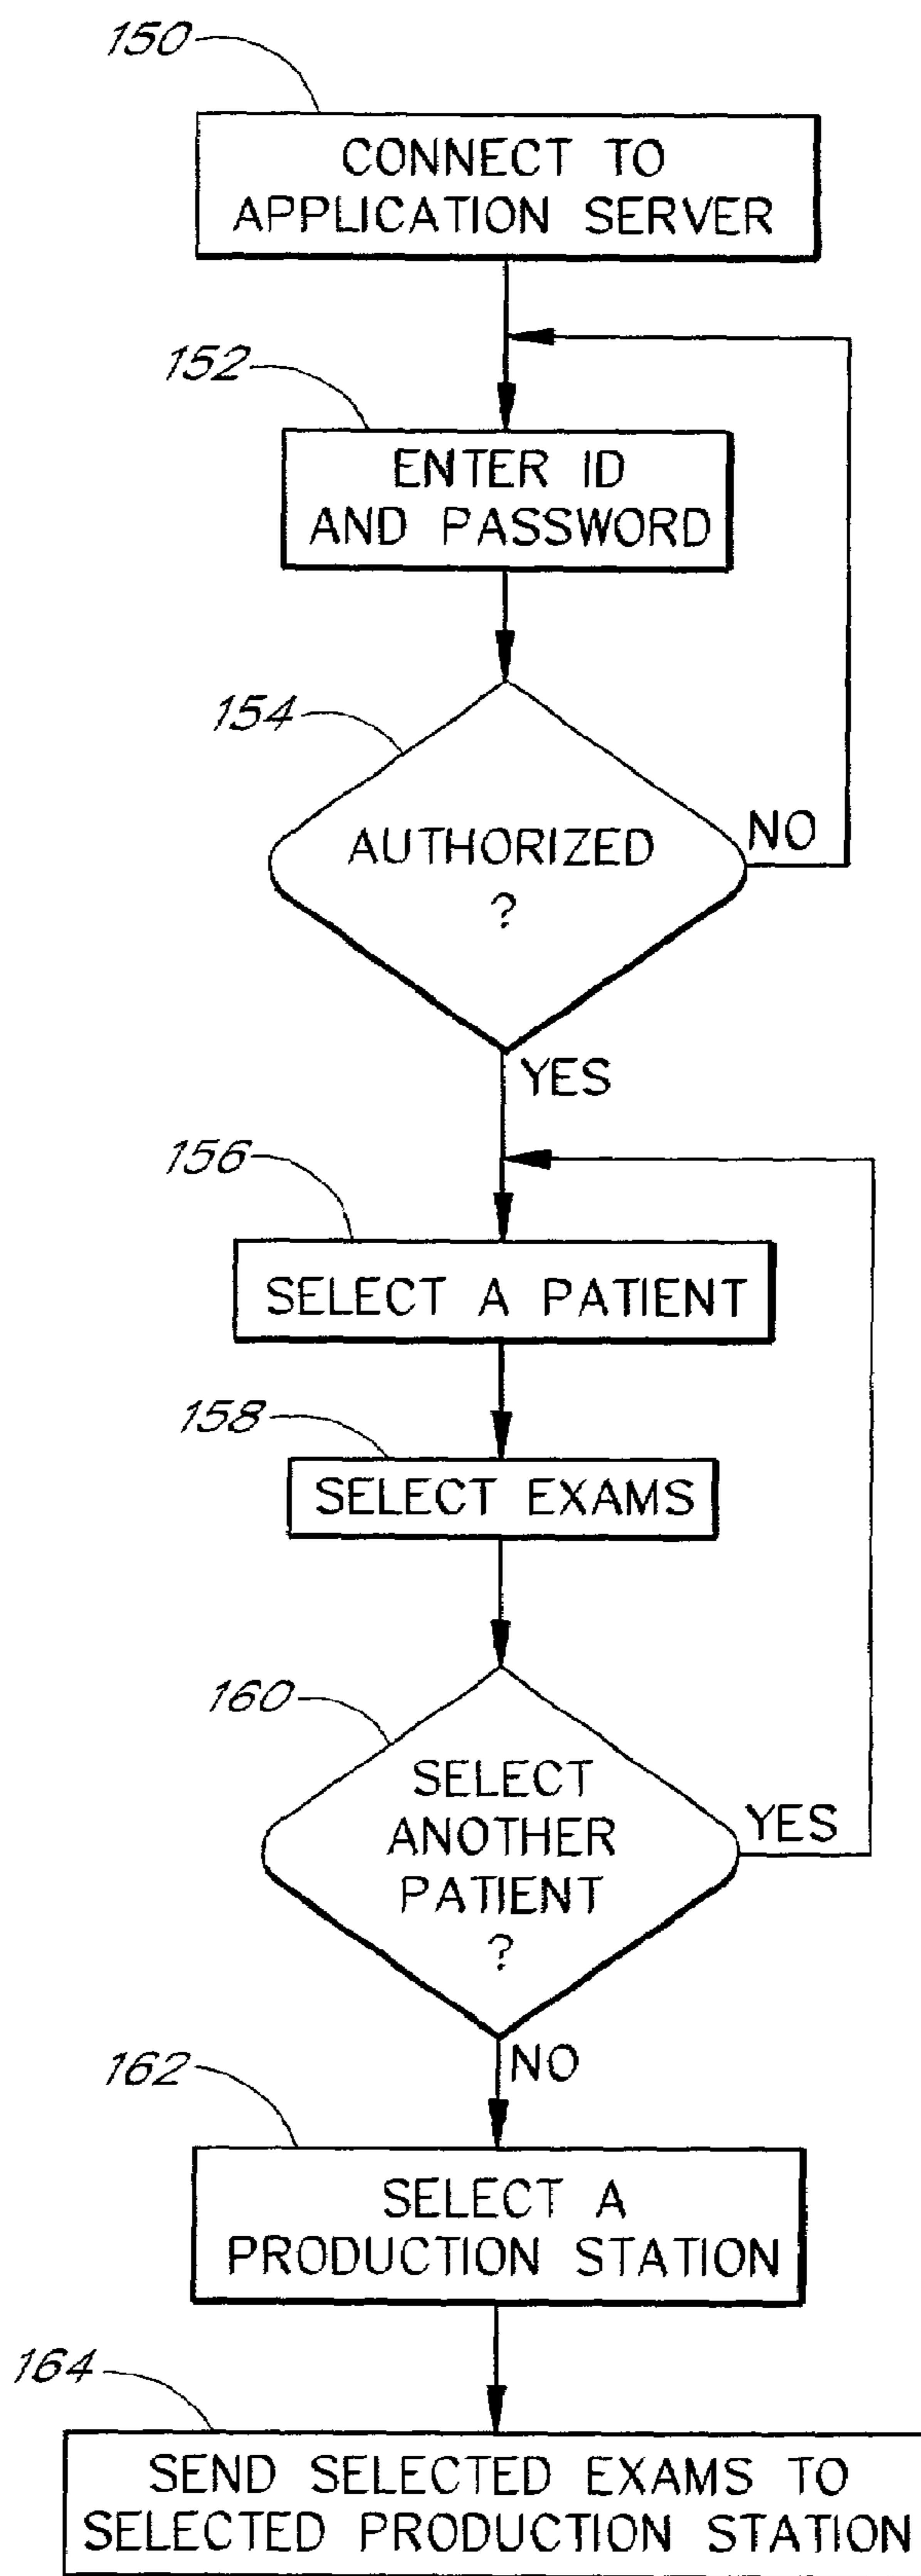 150
CONNECT TO
APPLICATION SERVER
152
ENTER ID
AND PASSWORD
154
AUTHORIZED
?
NO
YES
156
SELECT A PATIENT
158
SELECT EXAMS
160
SELECT
ANOTHER
PATIENT
?
YES
NO
162
SELECT A
PRODUCTION STATION
164
SEND SELECTED EXAMS TO
SELECTED PRODUCTION STATION